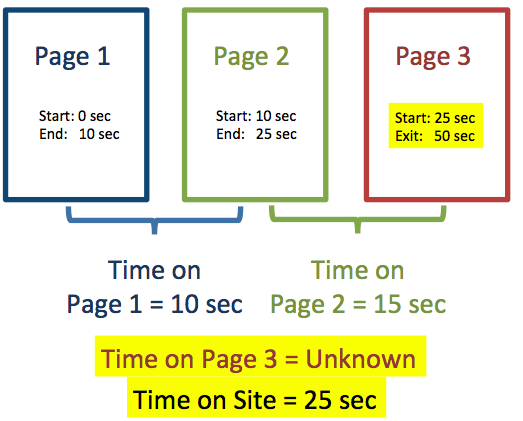 Page 1
Start: 0 sec
End: 10 sec
Page 2
Start: 10 sec
End: 25 sec
Page 3
Start: 25 sec
Exit: 50 sec
Time on
Page 1 = 10 sec
Time on
Page 2 = 15 sec
Time on Page 3 = Unknown
Time on Site = 25 sec